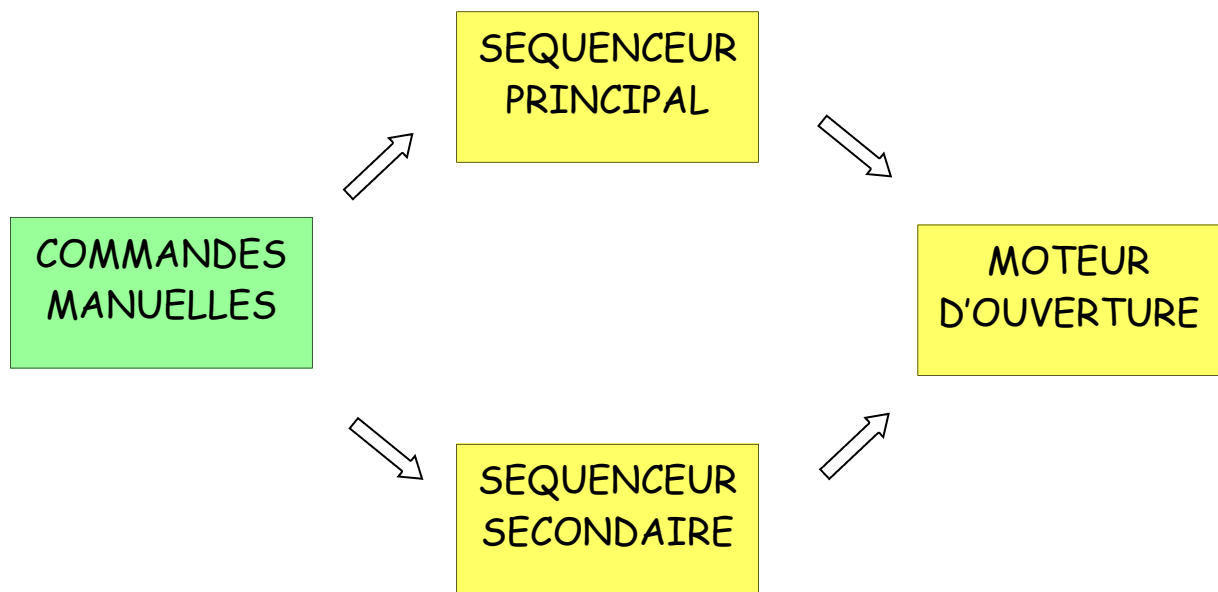 SEQUENCEUR
PRINCIPAL
COMMANDES
MANUELLES
MOTEUR
D'OUVERTURE
SEQUENCEUR
SECONDAIRE